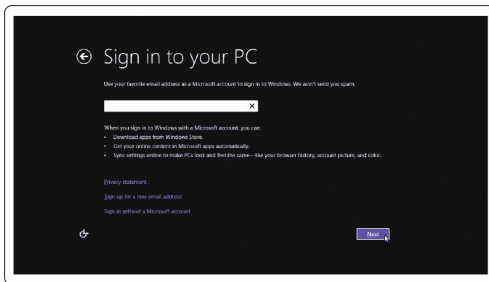 Sign in to your PC
Use your favorite email address as a Microsoft account to sign in to Windows. We won't send you spam.
When you sign in to Windows with a Microsoft account, you can:
• Download apps from Windows Store.
• Get your online content in Microsoft apps automatically.
• Sync settings online to make PCs look and feel the same—like your browser history, account picture, and color.
Privacy statement
Sign up for a new email address
Sign in without a Microsoft account
Next